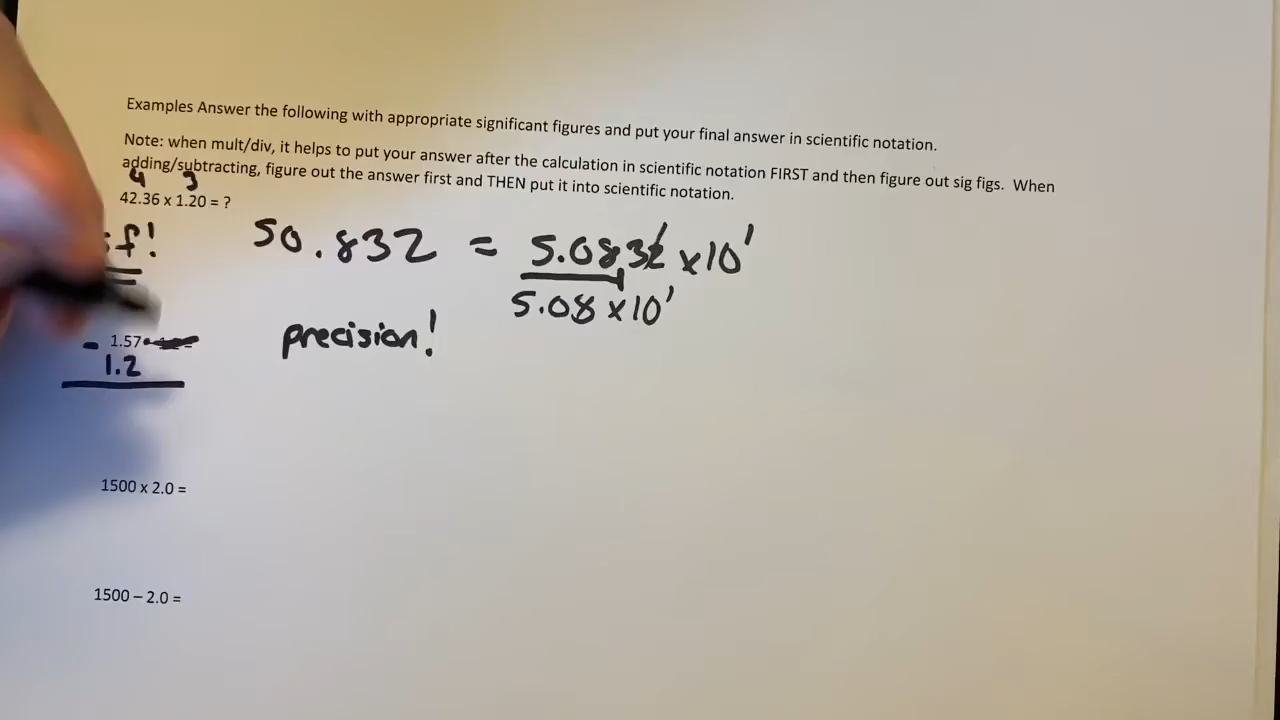 Examples Answer the following with appropriate significant figures and put your final answer in scientific notation.
Note: when mult/div, it helps to put your answer after the calculation in scientific notation FIRST and then figure out sig figs. When
adding/subtracting, figure out the answer first and THEN put it into scientific notation.
4 3
42.36 x 1.20 = ?
sf! 50.832 = 5.0832 x10¹
5.08 x10¹
precision!
- 1.57
1.2
1500 x 2.0 =
1500 – 2.0 =